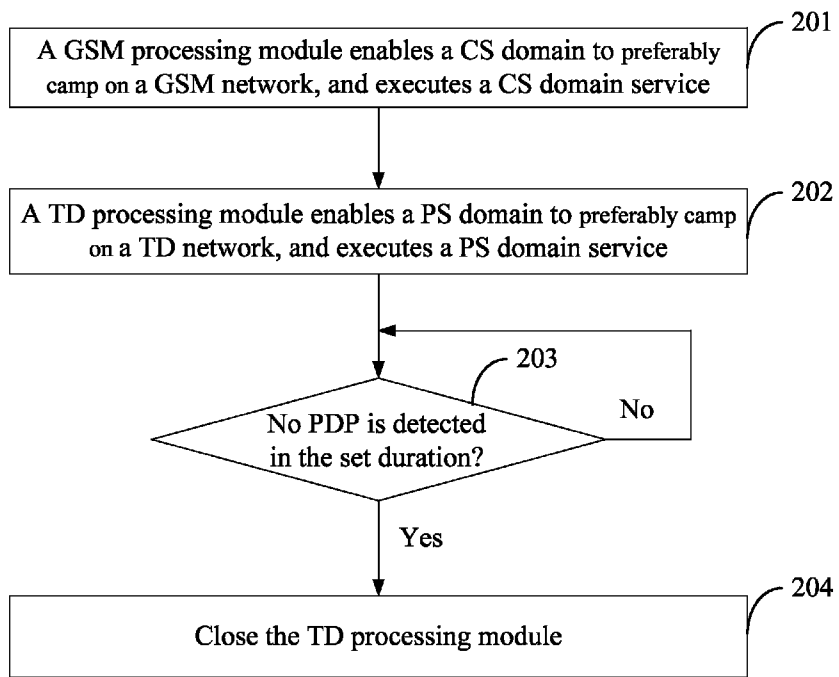 201
A GSM processing module enables a CS domain to preferably
camp on a GSM network, and executes a CS domain service
202
A TD processing module enables a PS domain to preferably camp
on a TD network, and executes a PS domain service
203
No PDP is detected
in the set duration?
No
Yes
204
Close the TD processing module